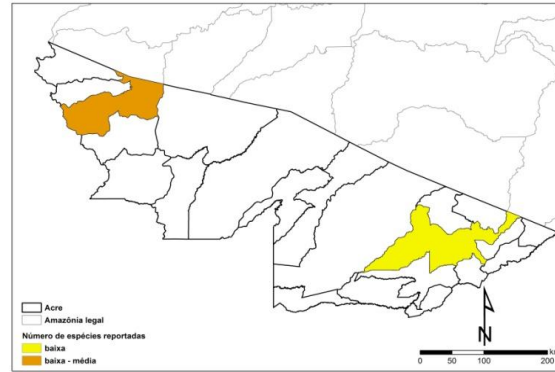 Acre
Amazônia legal
Número de espécies reportadas
baixa
baixa - média
N
0 50 100 200
km